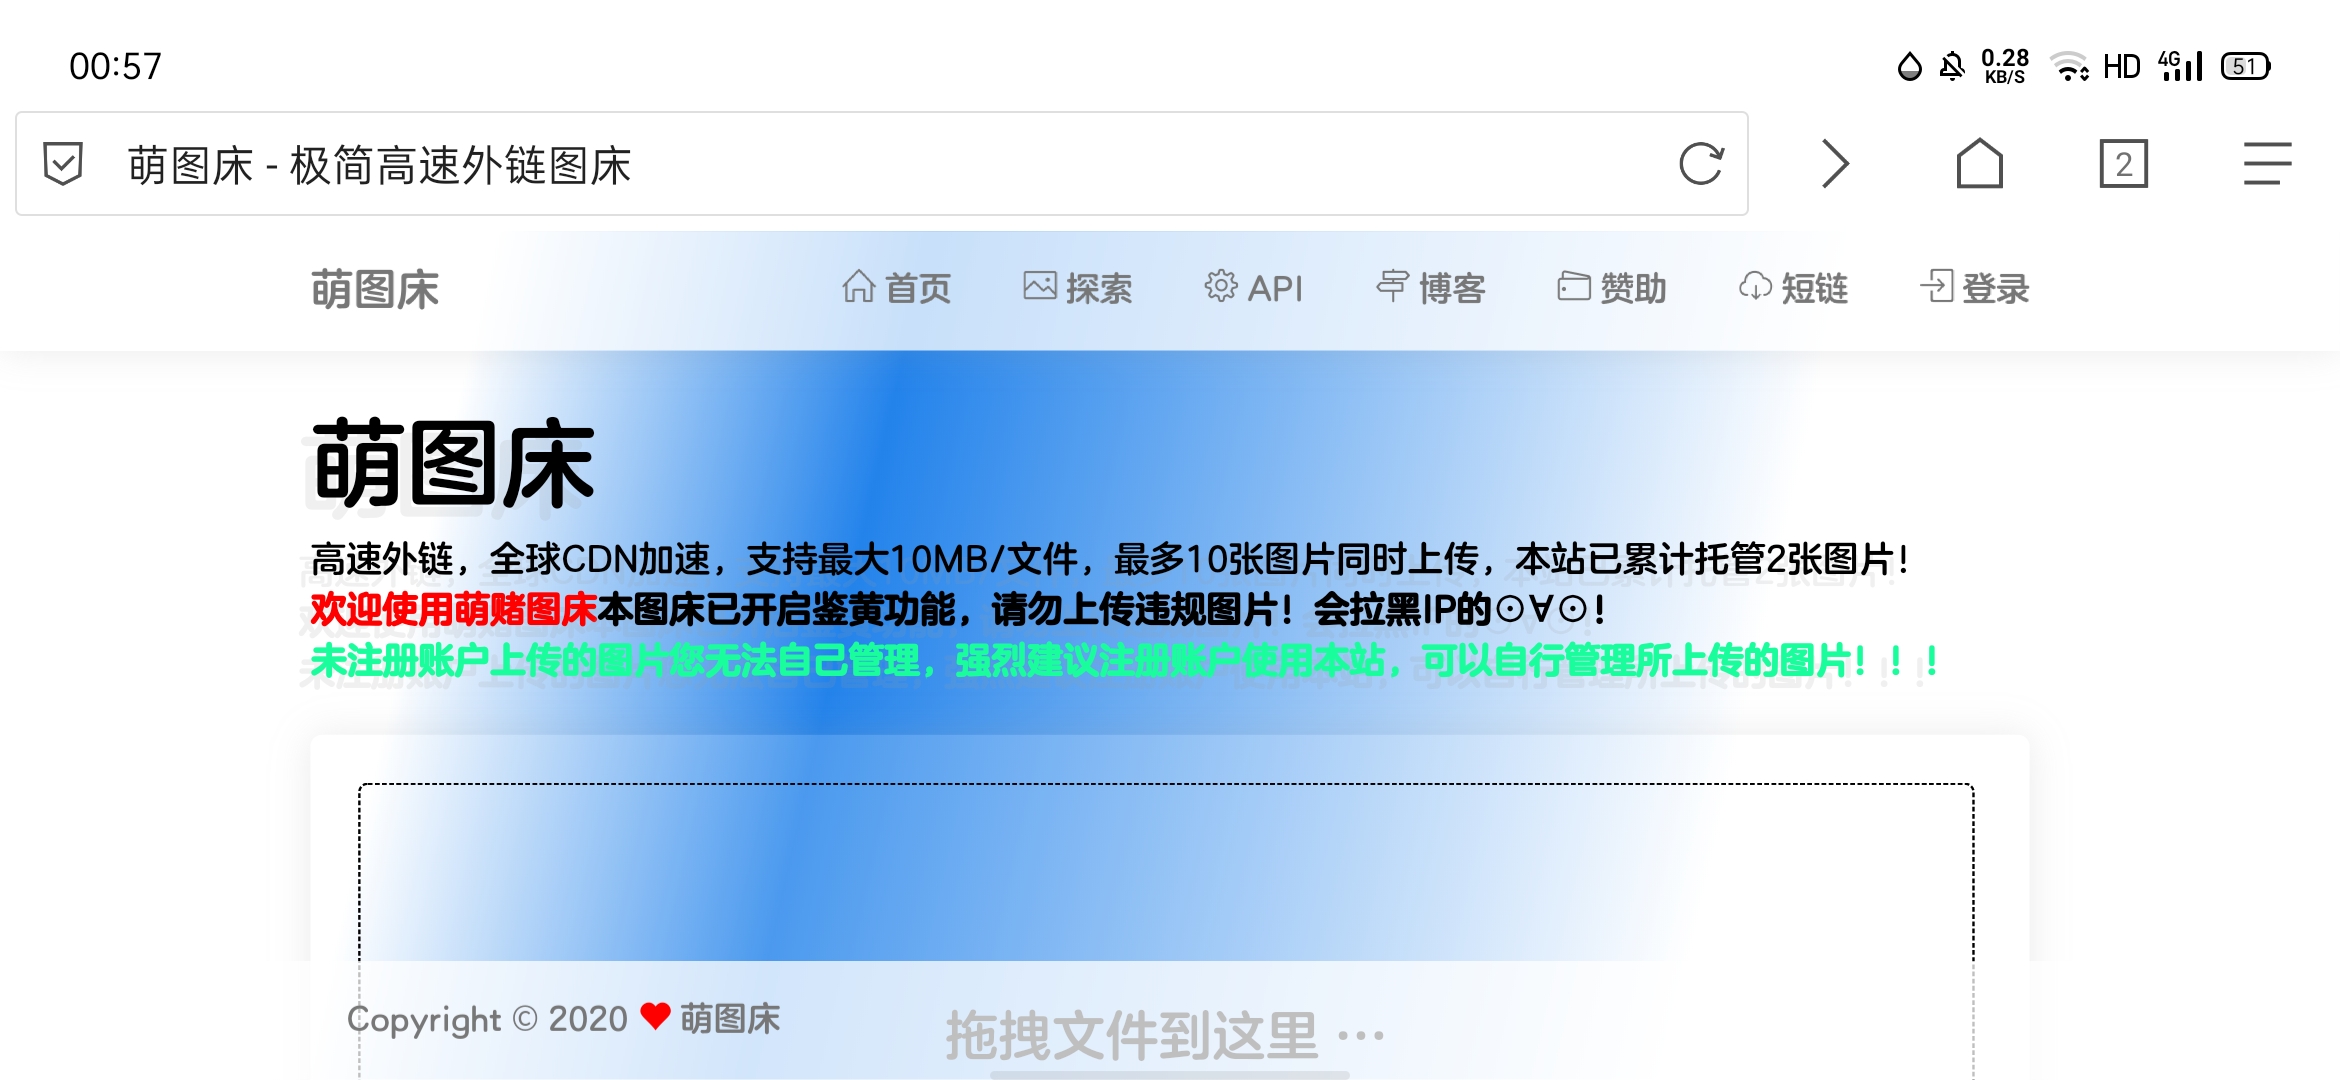 00:57
0.28 KB/S HD 4G 51
萌图床 - 极简高速外链图床
2
萌图床 首页 探索 API 博客 赞助 短链 登录
萌图床
高速外链，全球CDN加速，支持最大10MB/文件，最多10张图片同时上传，本站已累计托管2张图片！
欢迎使用萌赌图床本图床已开启鉴黄功能，请勿上传违规图片！会拉黑IP的⊙∀⊙！
未注册账户上传的图片您无法自己管理，强烈建议注册账户使用本站，可以自行管理所上传的图片！！！
Copyright © 2020 ❤ 萌图床
拖拽文件到这里 …